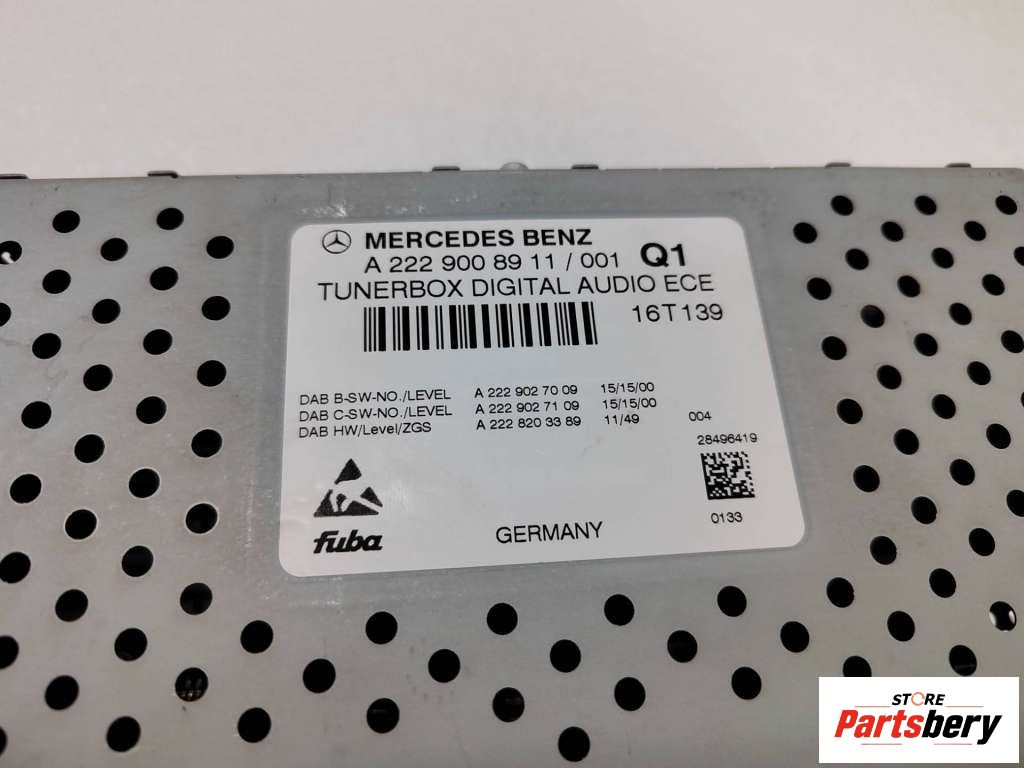 MERCEDES BENZ
A 222 900 89 11 / 001 Q1
TUNERBOX DIGITAL AUDIO ECE
16T139
DAB B-SW-NO./LEVEL A 222 902 70 09 15/15/00
DAB C-SW-NO./LEVEL A 222 902 71 09 15/15/00
DAB HW/Level/ZGS A 222 820 33 89 11/49 004
28496419
0133
fuba
GERMANY
STORE
Partsbery